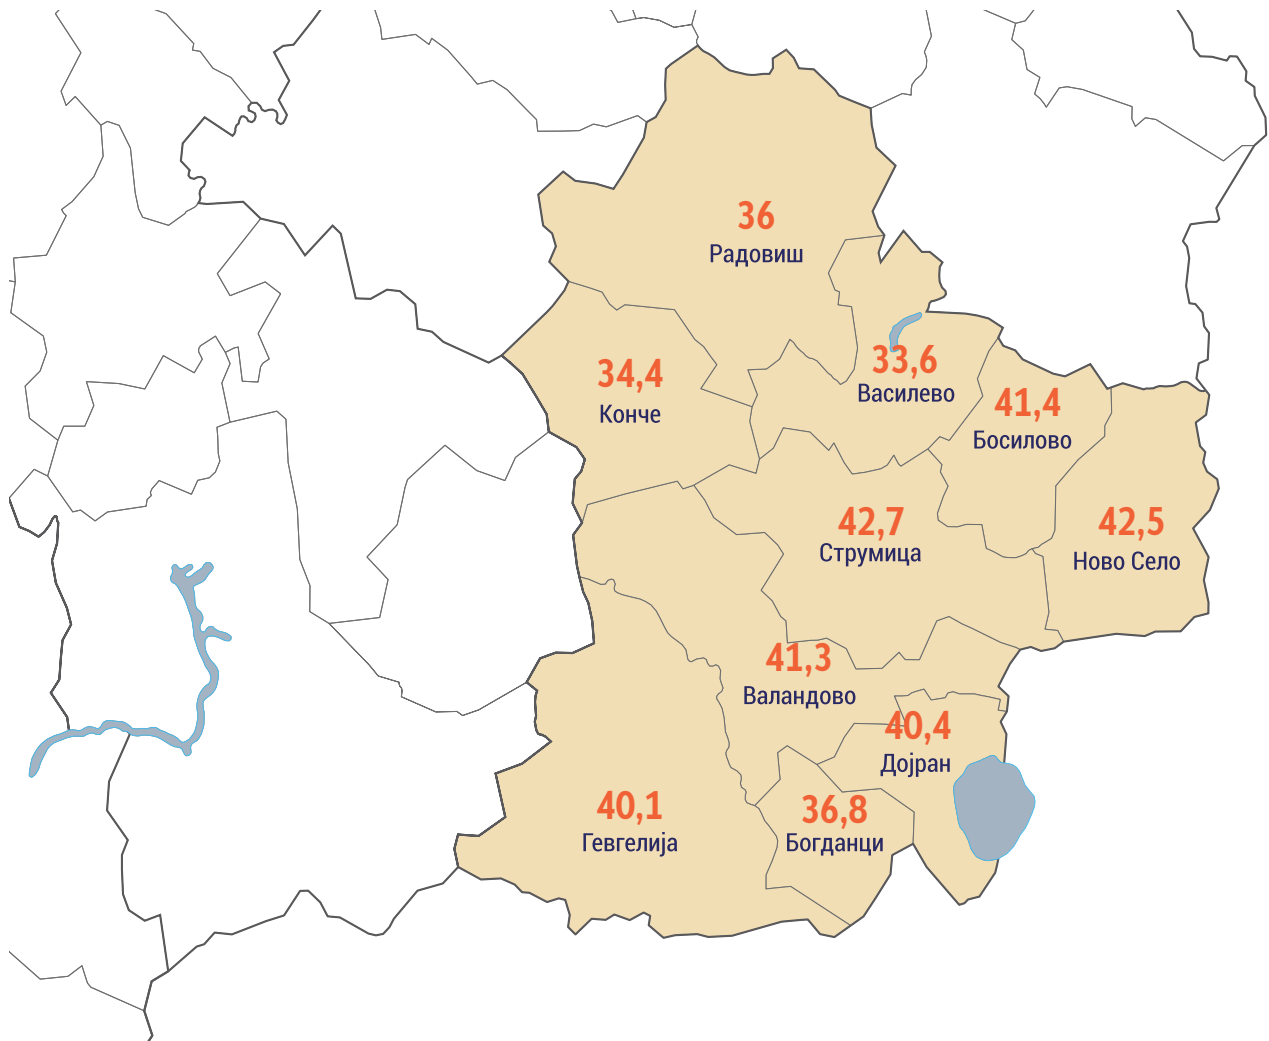 36
Радовиш
34,4
Конче
33,6
Василево
41,4
Босилово
42,7
Струмица
42,5
Ново Село
41,3
Валандово
40,4
Дојран
40,1
Гевгелија
36,8
Богданци